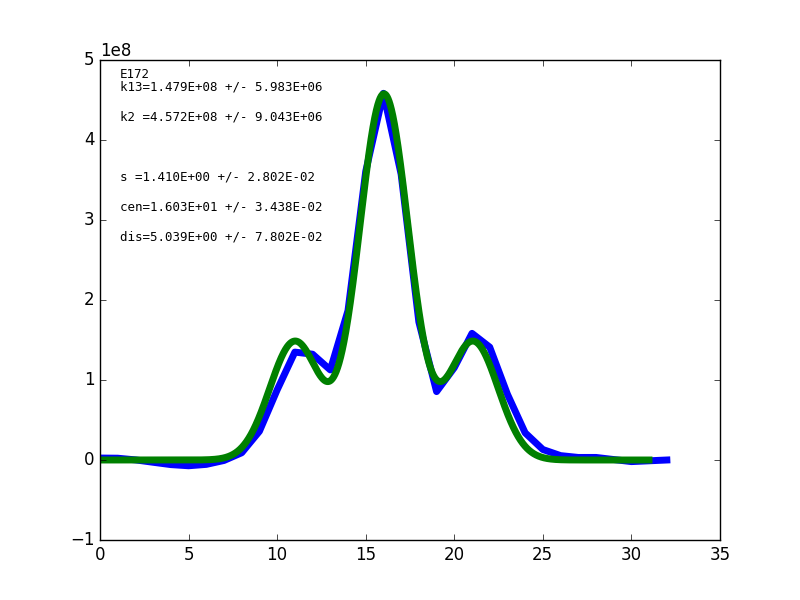 1e8
5
4
3
2
1
0
−1
E172
k13=1.479E+08 +/- 5.983E+06
k2 =4.572E+08 +/- 9.043E+06
s =1.410E+00 +/- 2.802E-02
cen=1.603E+01 +/- 3.438E-02
dis=5.039E+00 +/- 7.802E-02
0 5 10 15 20 25 30 35